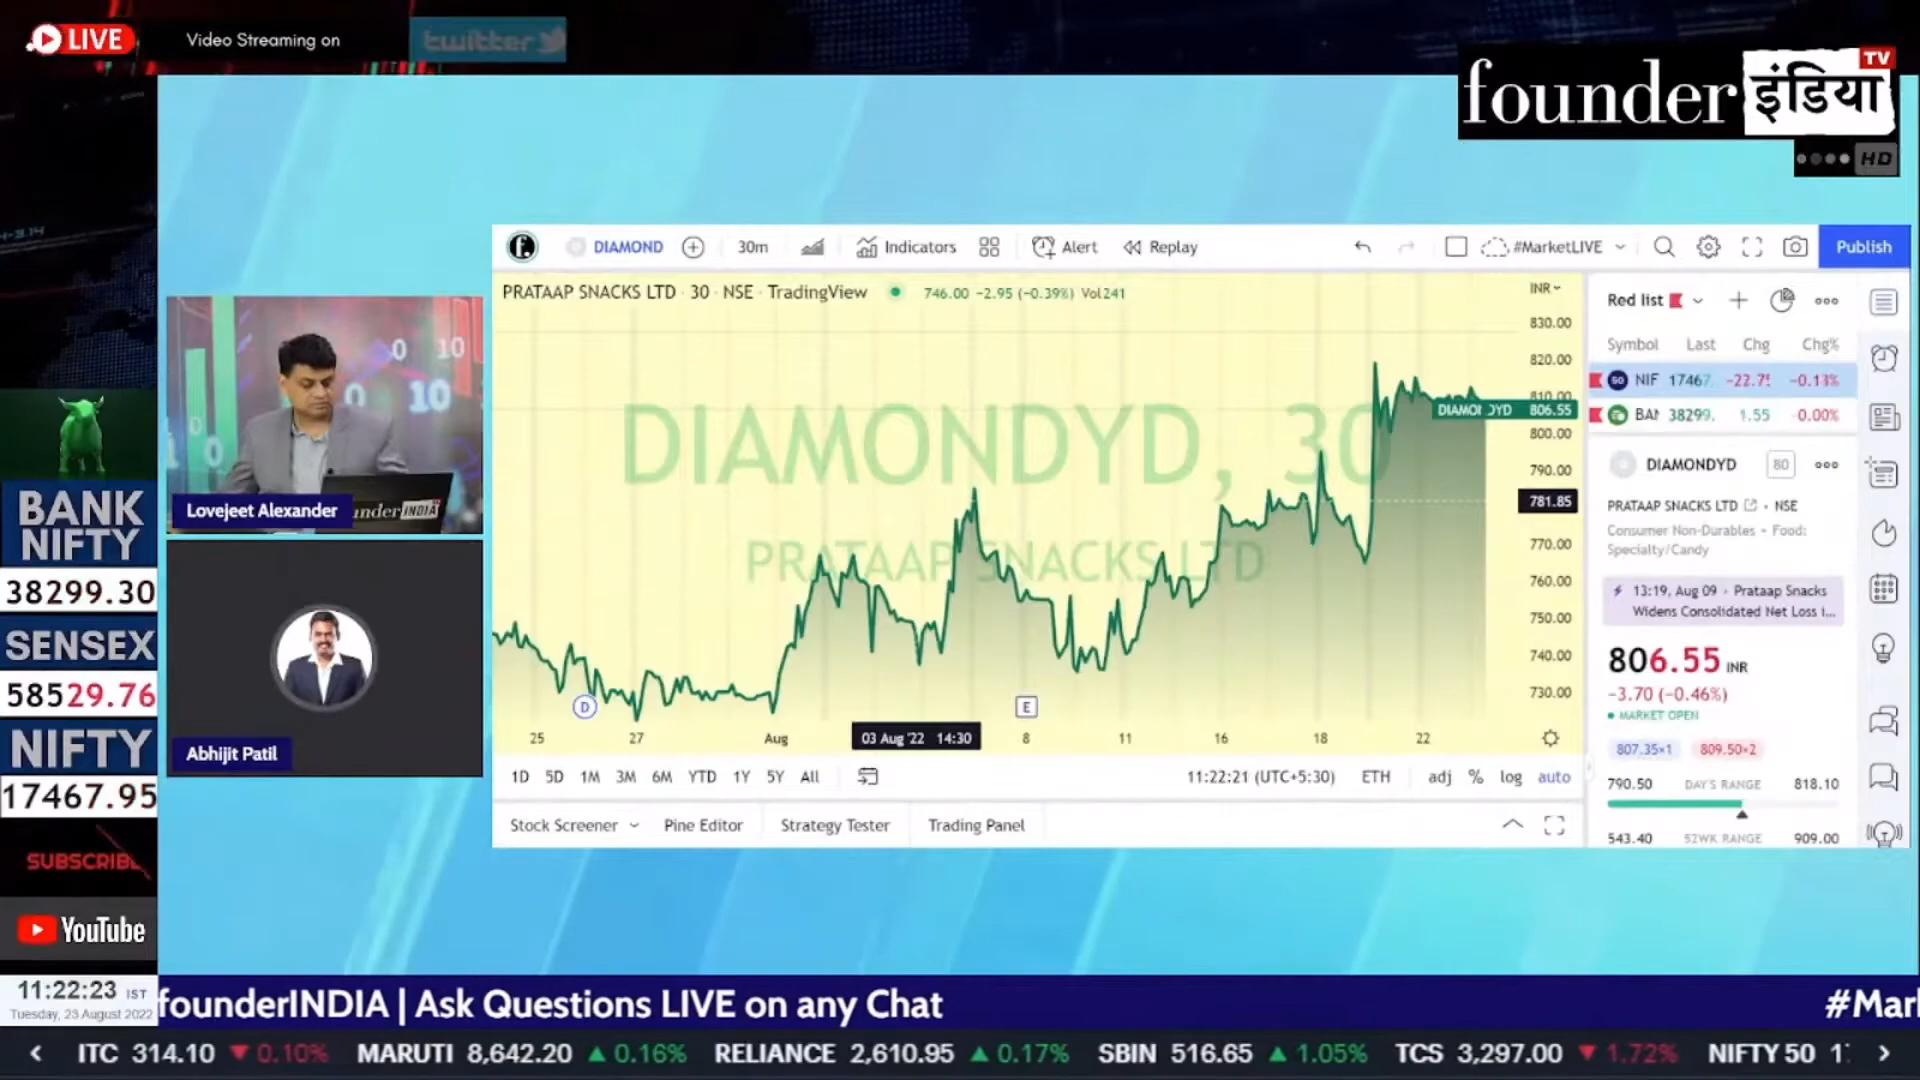 LIVE
Video Streaming on
twitter
founder इंडिया TV
HD
DIAMOND
30m
Indicators
Alert
Replay
#MarketLIVE
Publish
PRATAAP SNACKS LTD · 30 · NSE · TradingView
746.00 −2.95 (−0.39%) Vol241
INR
Red list
Symbol Last Chg Chg%
50 NIF 17467. −22.7 −0.13%
BAN 38299. 1.55 −0.00%
830.00
820.00
810.00
806.55
800.00
790.00
781.85
770.00
760.00
750.00
740.00
730.00
DIAMONDYD, 30
PRATAAP SNACKS LTD
D
E
25 27 Aug 03 Aug '22 14:30 8 11 16 18 22
1D 5D 1M 3M 6M YTD 1Y 5Y All
11:22:21 (UTC+5:30) ETH adj % log auto
Stock Screener Pine Editor Strategy Tester Trading Panel
DIAMONDYD
80
PRATAAP SNACKS LTD · NSE
Consumer Non-Durables • Food:
Specialty/Candy
13:19, Aug 09 · Prataap Snacks
Widens Consolidated Net Loss i...
806.55 INR
−3.70 (−0.46%)
MARKET OPEN
807.35×1 809.50×2
790.50 DAY'S RANGE 818.10
543.40 52WK RANGE 909.00
0 10
10
Lovejeet Alexander
under INDIA
Abhijit Patil
BANK
NIFTY
38299.30
SENSEX
58529.76
NIFTY
17467.95
YouTube
11:22:23 IST
Tuesday, 23 August 2022
founderINDIA | Ask Questions LIVE on any Chat
#Mar
ITC 314.10 ▼ 0.10% MARUTI 8,642.20 ▲ 0.16% RELIANCE 2,610.95 ▲ 0.17% SBIN 516.65 ▲ 1.05% TCS 3,297.00 ▼ 1.72% NIFTY 50